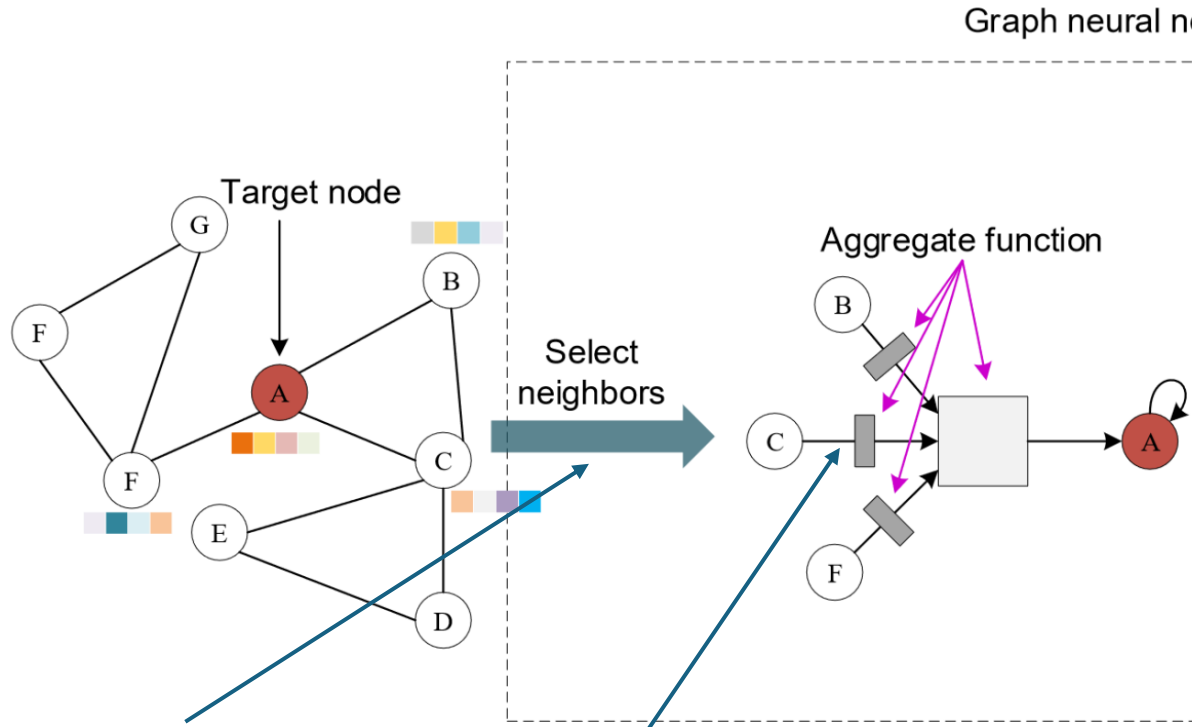 Graph neural ne
Target node
G
B
F
A
Select
neighbors
C
F
E
D
Aggregate function
B
C
A
F